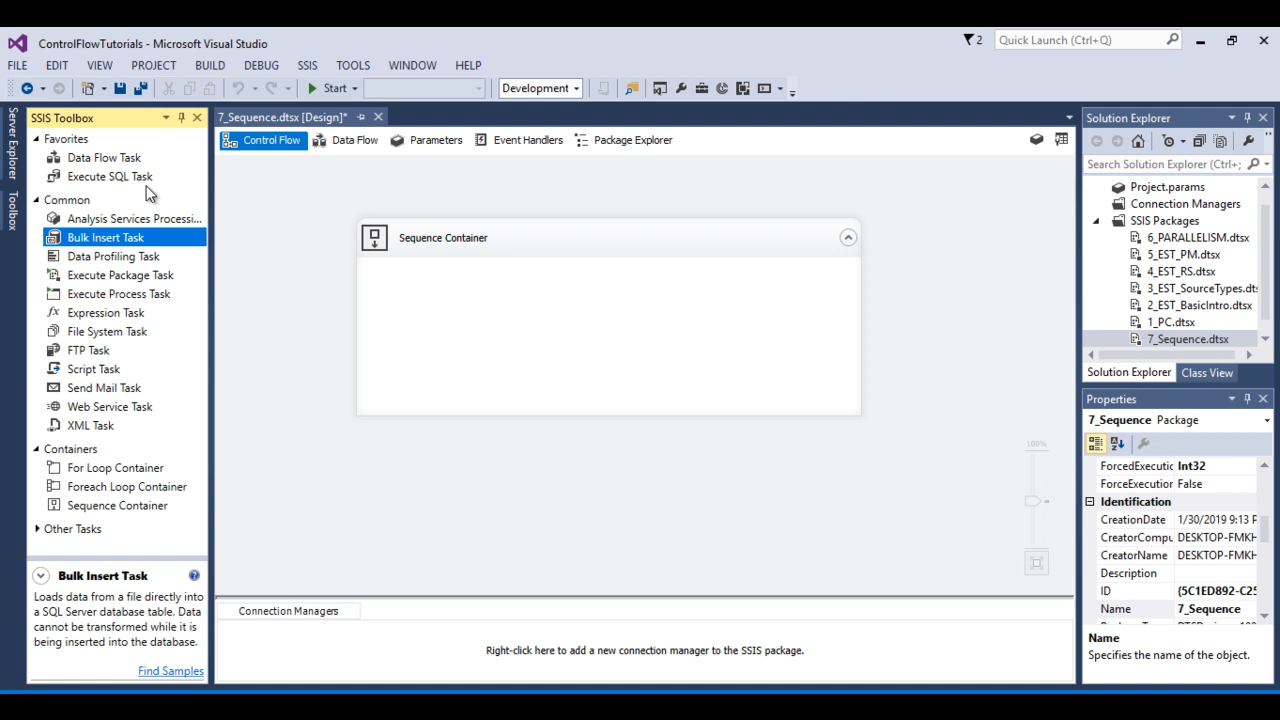 ControlFlowTutorials - Microsoft Visual Studio
2
Quick Launch (Ctrl+Q)
FILE EDIT VIEW PROJECT BUILD DEBUG SSIS TOOLS WINDOW HELP
Start
Development
Server Explorer
Toolbox
SSIS Toolbox
Favorites
Data Flow Task
Execute SQL Task
Common
Analysis Services Processi...
Bulk Insert Task
Data Profiling Task
Execute Package Task
Execute Process Task
Expression Task
File System Task
FTP Task
Script Task
Send Mail Task
Web Service Task
XML Task
Containers
For Loop Container
Foreach Loop Container
Sequence Container
Other Tasks
Bulk Insert Task
Loads data from a file directly into
a SQL Server database table. Data
cannot be transformed while it is
being inserted into the database.
Find Samples
7_Sequence.dtsx [Design]*
Control Flow Data Flow Parameters Event Handlers Package Explorer
Sequence Container
100%
Connection Managers
Right-click here to add a new connection manager to the SSIS package.
Solution Explorer
Search Solution Explorer (Ctrl+;
Project.params
Connection Managers
SSIS Packages
6_PARALLELISM.dtsx
5_EST_PM.dtsx
4_EST_RS.dtsx
3_EST_SourceTypes.dt
2_EST_BasicIntro.dtsx
1_PC.dtsx
7_Sequence.dtsx
Solution Explorer Class View
Properties
7_Sequence Package
ForcedExecutic Int32
ForceExecutior False
Identification
CreationDate 1/30/2019 9:13 P
CreatorCompu DESKTOP-FMKH
CreatorName DESKTOP-FMKH
Description
ID {5C1ED892-C25
Name 7_Sequence
Name
Specifies the name of the object.